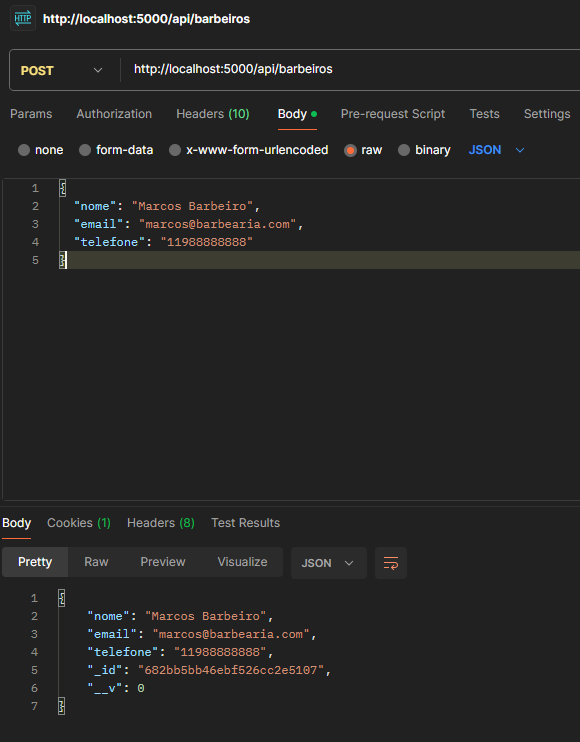 HTTP http://localhost:5000/api/barbeiros
POST http://localhost:5000/api/barbeiros
Params Authorization Headers (10) Body Pre-request Script Tests Settings
none form-data x-www-form-urlencoded raw binary JSON
1 {
2 "nome": "Marcos Barbeiro",
3 "email": "marcos@barbearia.com",
4 "telefone": "11988888888"
5 }
Body Cookies (1) Headers (8) Test Results
Pretty Raw Preview Visualize JSON
1 {
2 "nome": "Marcos Barbeiro",
3 "email": "marcos@barbearia.com",
4 "telefone": "11988888888",
5 "_id": "682bb5bb46ebf526cc2e5107",
6 "__v": 0
7 }